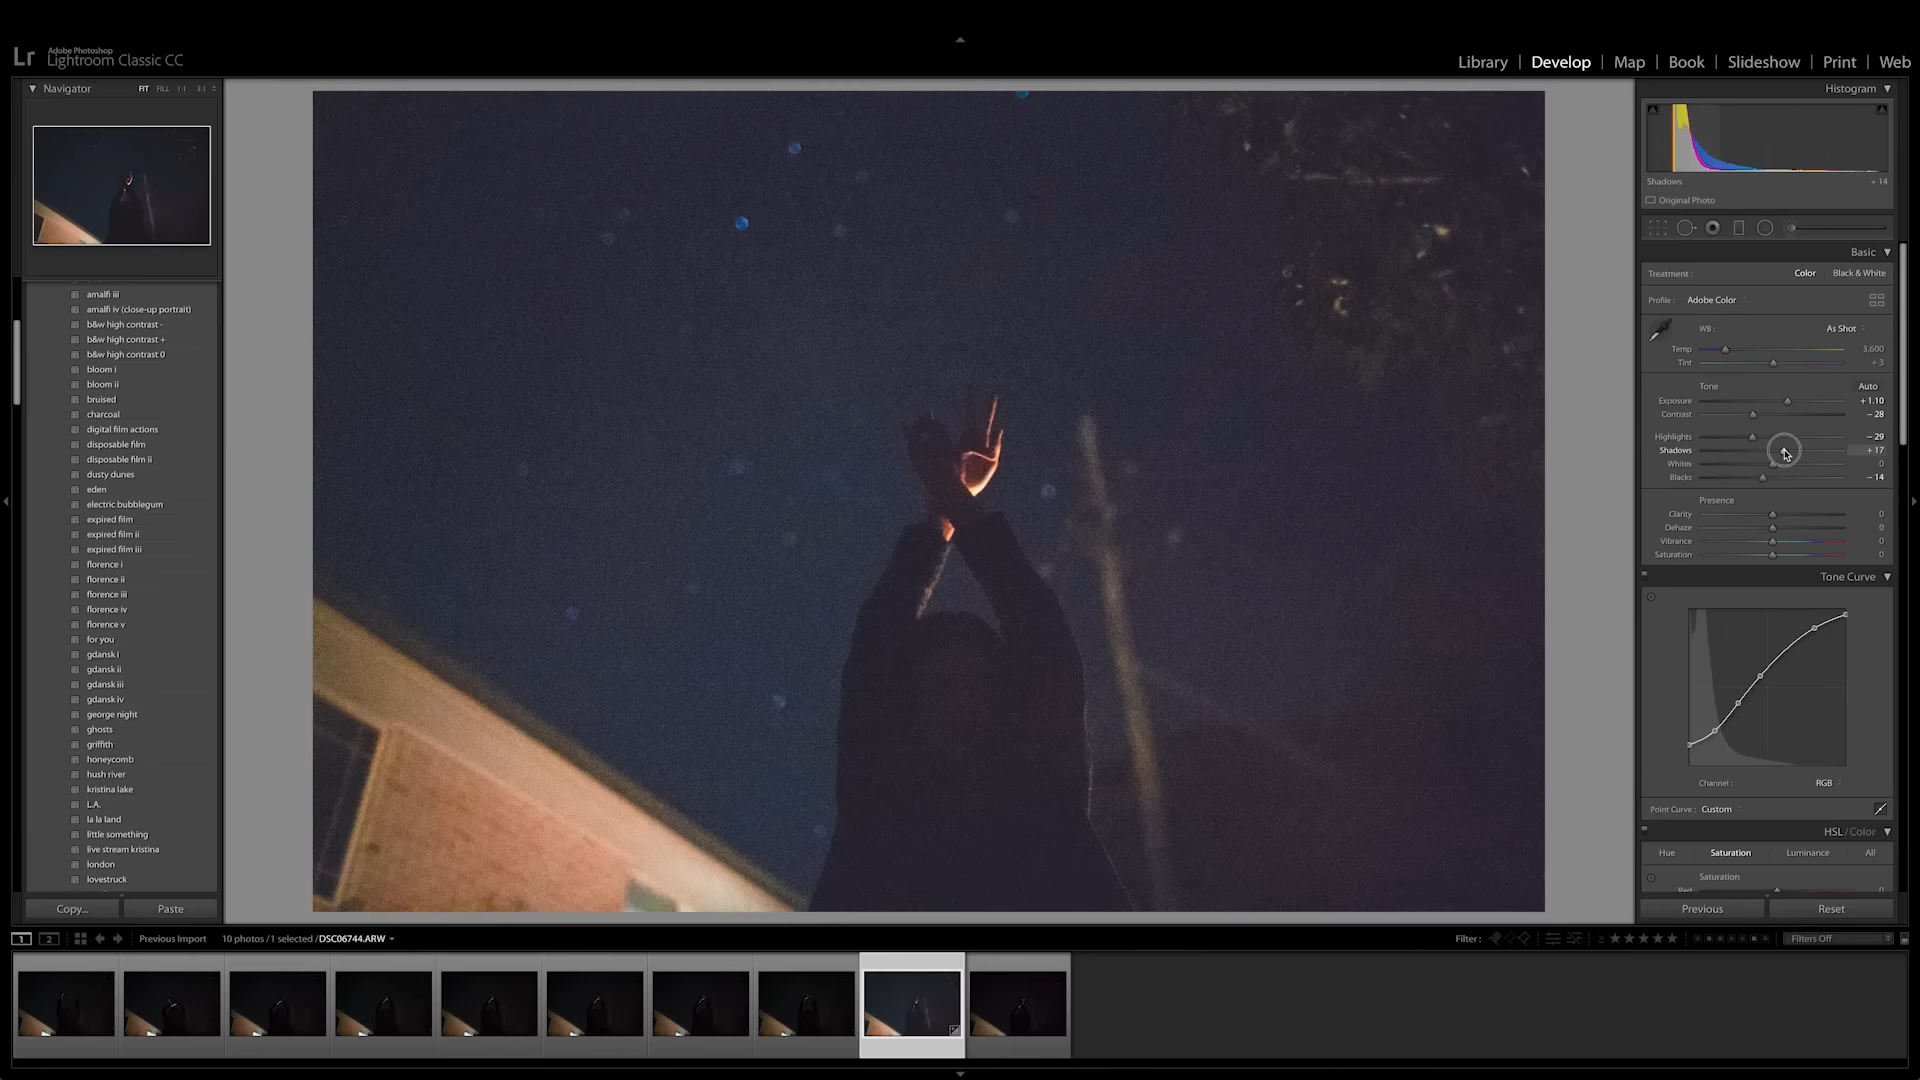 Lr
Adobe Photoshop
Lightroom Classic CC
Library | Develop | Map | Book | Slideshow | Print | Web
Navigator
FIT FILL 1:1 3:1
amalfi iii
amalfi iv (close-up portrait)
b&w high contrast -
b&w high contrast +
b&w high contrast 0
bloom i
bloom ii
bruised
charcoal
digital film actions
disposable film
disposable film ii
dusty dunes
eden
electric bubblegum
expired film
expired film ii
expired film iii
florence i
florence ii
florence iii
florence iv
florence v
for you
gdansk i
gdansk ii
gdansk iii
gdansk iv
george night
ghosts
griffith
honeycomb
hush river
kristina lake
L.A.
la la land
little something
live stream kristina
london
lovestruck
Copy...
Paste
Histogram
Shadows + 14
Original Photo
Basic
Treatment : Color Black & White
Profile : Adobe Color
WB : As Shot
Temp 3,600
Tint + 3
Tone Auto
Exposure + 1.10
Contrast − 28
Highlights − 29
Shadows + 17
Whites 0
Blacks − 14
Presence
Clarity 0
Dehaze 0
Vibrance 0
Saturation 0
Tone Curve
Channel : RGB
Point Curve : Custom
HSL / Color
Hue Saturation Luminance All
Saturation
Red 0
Previous
Reset
1 2 Previous Import 10 photos / 1 selected / DSC06744.ARW
Filter : ≥ ★★★★★ Filters Off